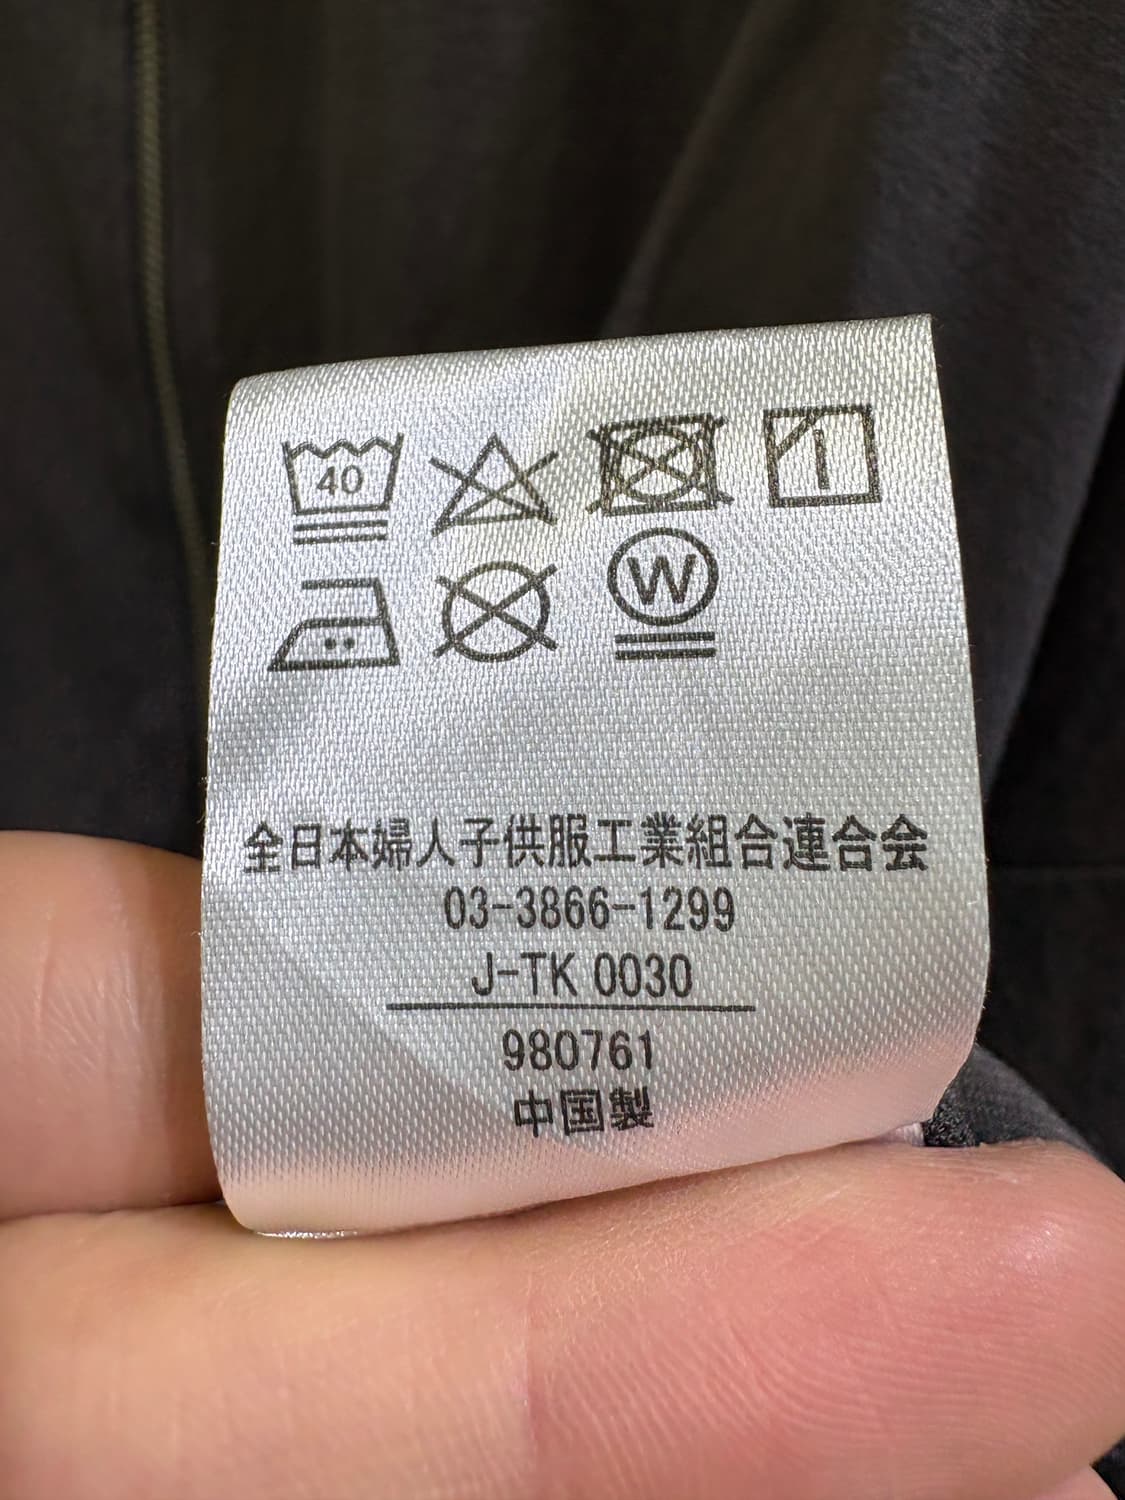 40
W
全日本婦人子供服工業組合連合会
03-3866-1299
J-TK 0030
980761
中国製